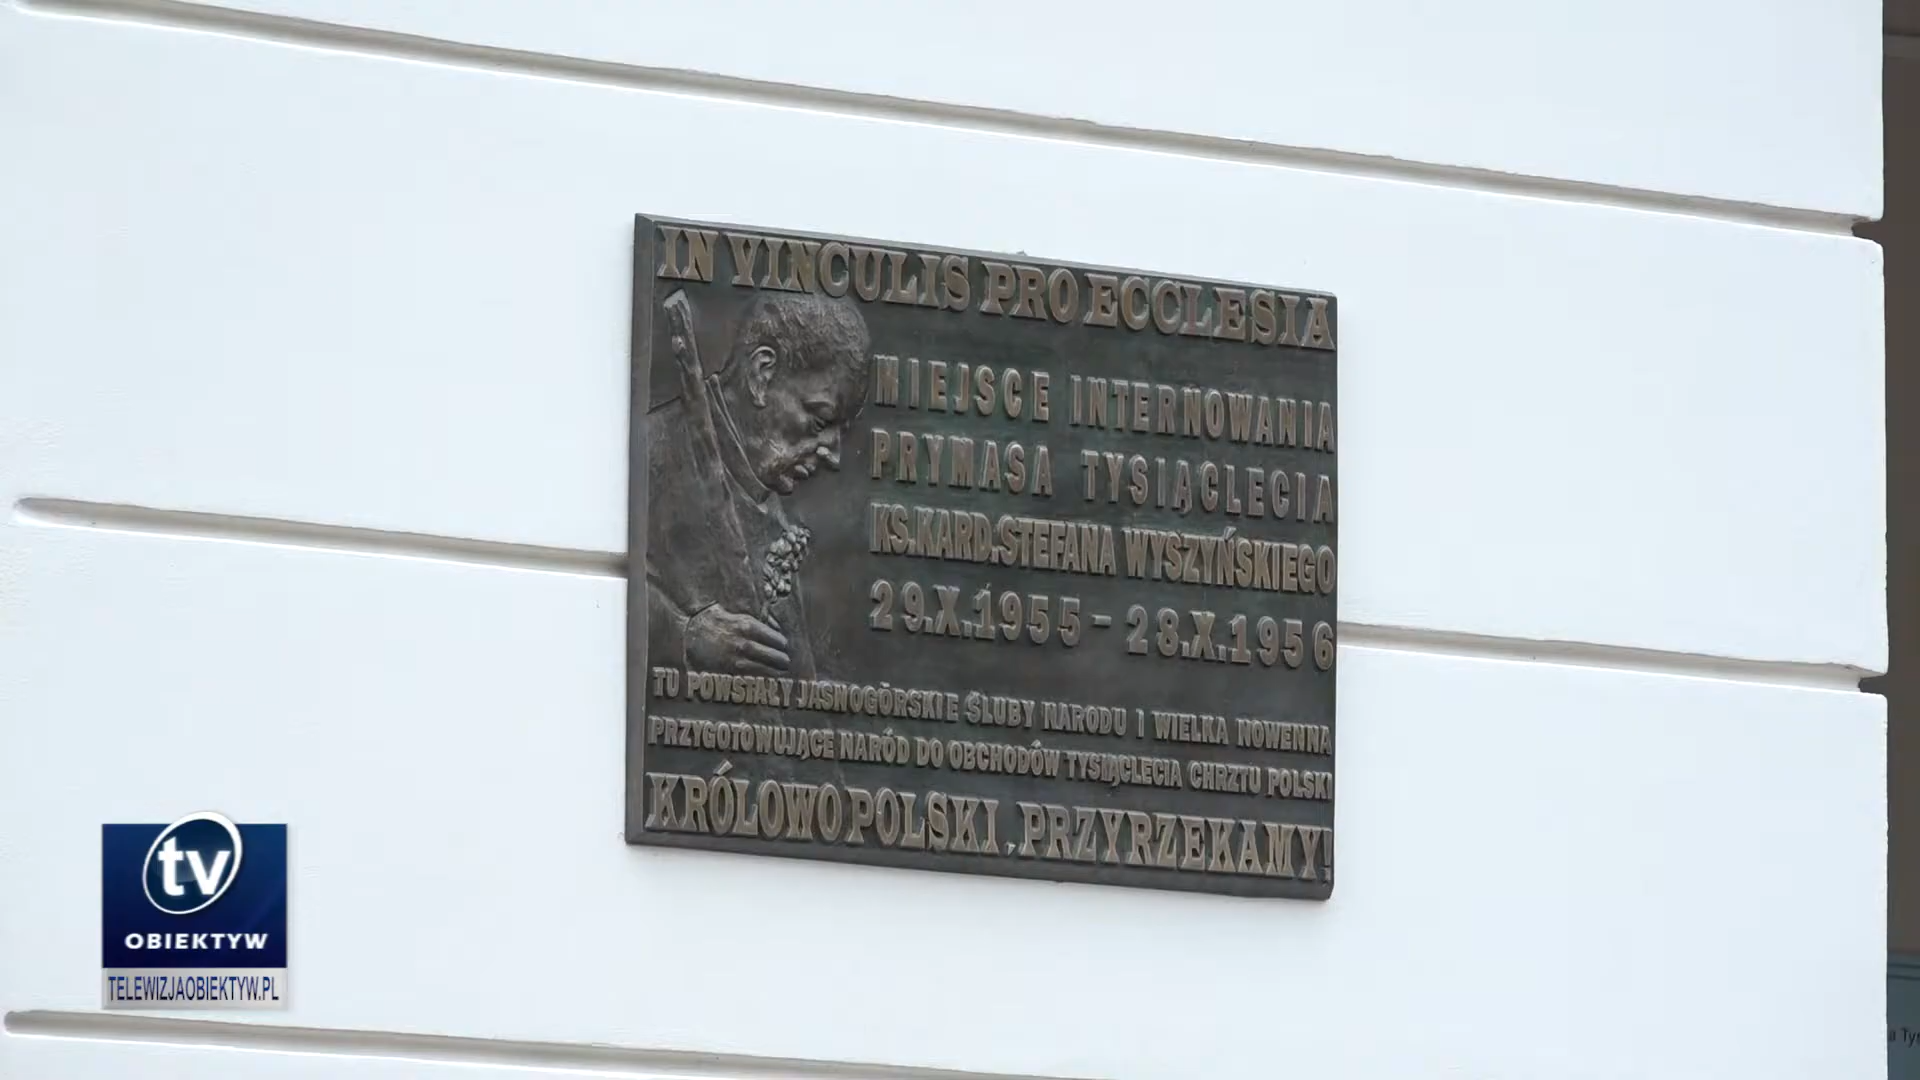 IN VINCULIS PRO ECCLESIA
MIEJSCE INTERNOWANIA
PRYMASA TYSIĄCLECIA
KS.KARD.STEFANA WYSZYŃSKIEGO
29.X.1955 – 28.X.1956
TU POWSTAŁY JASNOGÓRSKIE ŚLUBY NARODU I WIELKA NOWENNA
PRZYGOTOWUJĄCE NARÓD DO OBCHODÓW TYSIĄCLECIA CHRZTU POLSKI
KRÓLOWO POLSKI, PRZYRZEKAMY!
tv
OBIEKTYW
TELEWIZJAOBIEKTYW.PL